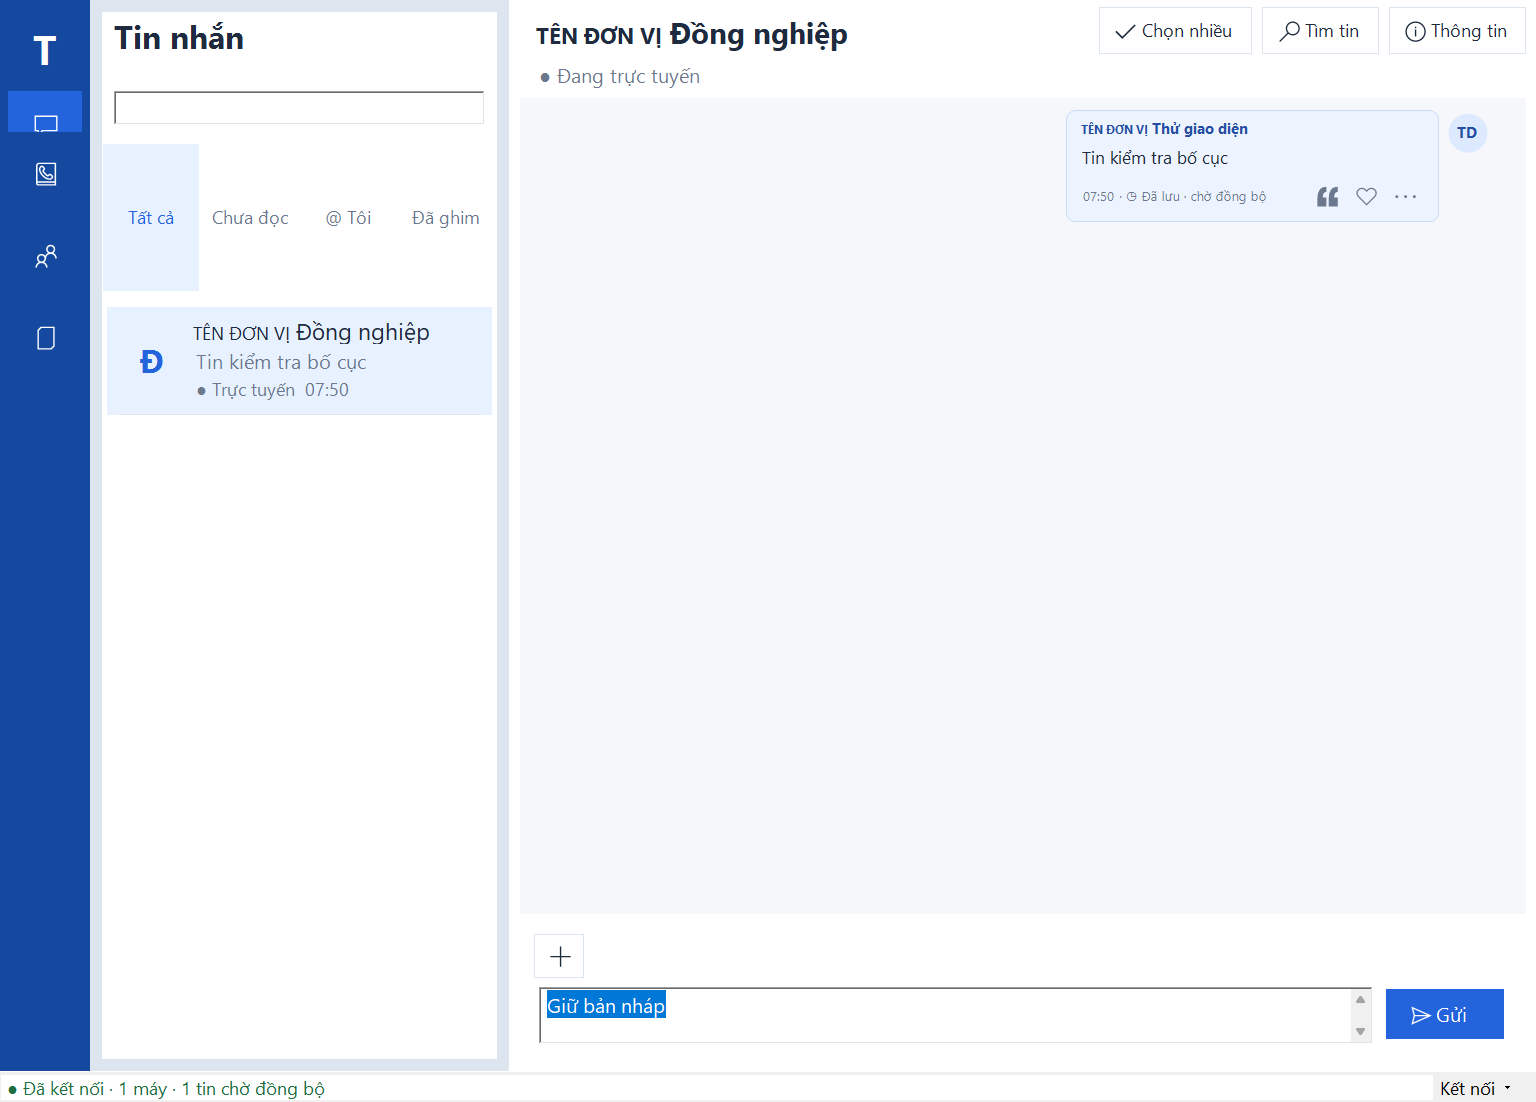 T
Tin nhắn
Tất cả
Chưa đọc
@ Tôi
Đã ghim
Đ
TÊN ĐƠN VỊ Đồng nghiệp
Tin kiểm tra bố cục
● Trực tuyến 07:50
TÊN ĐƠN VỊ Đồng nghiệp
● Đang trực tuyến
Chọn nhiều
Tìm tin
Thông tin
TÊN ĐƠN VỊ Thử giao diện
Tin kiểm tra bố cục
07:50 · ◷ Đã lưu · chờ đồng bộ
TD
Giữ bản nháp
Gửi
● Đã kết nối · 1 máy · 1 tin chờ đồng bộ
Kết nối